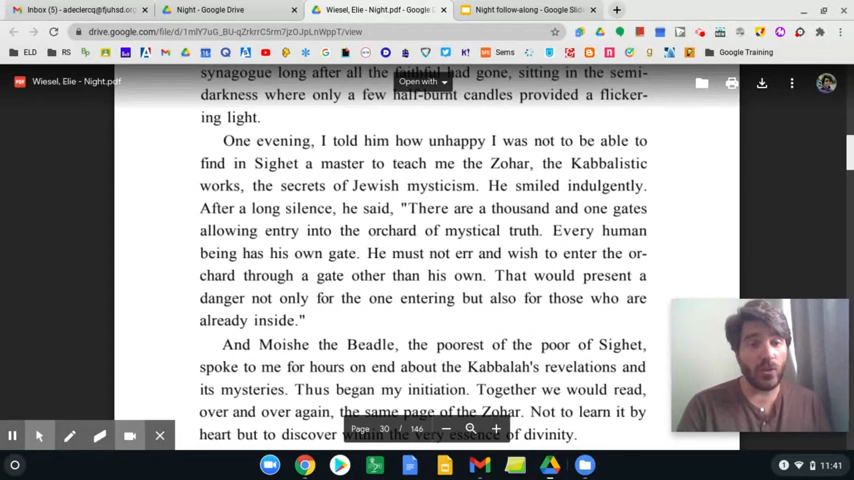 Inbox (6) - adeclercq@fjuhsd.or
Night - Google Drive
Wiesel, Elie - Night.pdf - Google D
Night follow-along - Google Slid
drive.google.com/file/d/1mlY7uG_BU-qZrkrrC5rm7jzOJpLnWppT/view
ELD
RS
Sems
Google Training
PDF
Wiesel, Elie - Night.pdf
Open with
synagogue long after all the faithful had gone, sitting in the semi-
darkness where only a few half-burnt candles provided a flicker-
ing light.
One evening, I told him how unhappy I was not to be able to
find in Sighet a master to teach me the Zohar, the Kabbalistic
works, the secrets of Jewish mysticism. He smiled indulgently.
After a long silence, he said, "There are a thousand and one gates
allowing entry into the orchard of mystical truth. Every human
being has his own gate. He must not err and wish to enter the or-
chard through a gate other than his own. That would present a
danger not only for the one entering but also for those who are
already inside."
And Moishe the Beadle, the poorest of the poor of Sighet,
spoke to me for hours on end about the Kabbalah's revelations and
its mysteries. Thus began my initiation. Together we would read,
over and over again, the same page of the Zohar. Not to learn it by
heart but to discover within the very essence of divinity.
Page 30 / 146
1
11:41